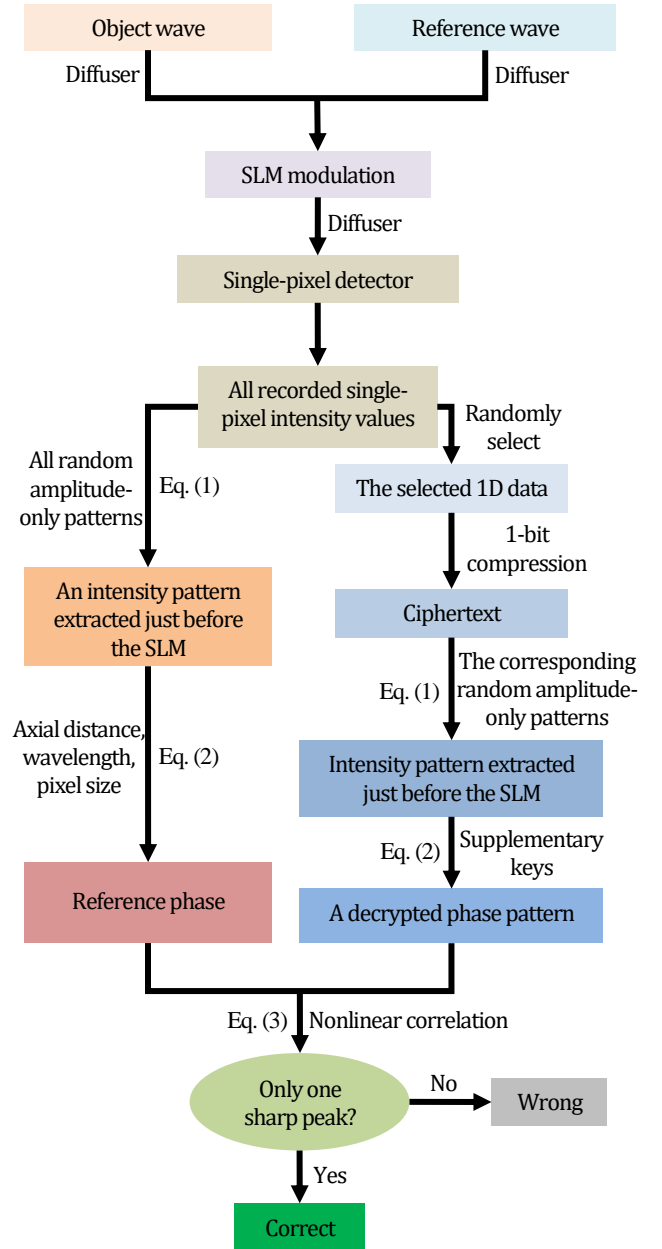 Object wave
Reference wave
Diffuser
Diffuser
SLM modulation
Diffuser
Single-pixel detector
All recorded single-
pixel intensity values
Randomly
select
All random
amplitude-
only patterns
Eq. (1)
The selected 1D data
1-bit
compression
An intensity pattern
extracted just before
the SLM
Ciphertext
Eq. (1)
The corresponding
random amplitude-
only patterns
Axial distance,
wavelength,
pixel size
Eq. (2)
Intensity pattern extracted
just before the SLM
Eq. (2)
Supplementary
keys
Reference phase
A decrypted phase pattern
Eq. (3)
Nonlinear correlation
Only one
sharp peak?
No
Wrong
Yes
Correct